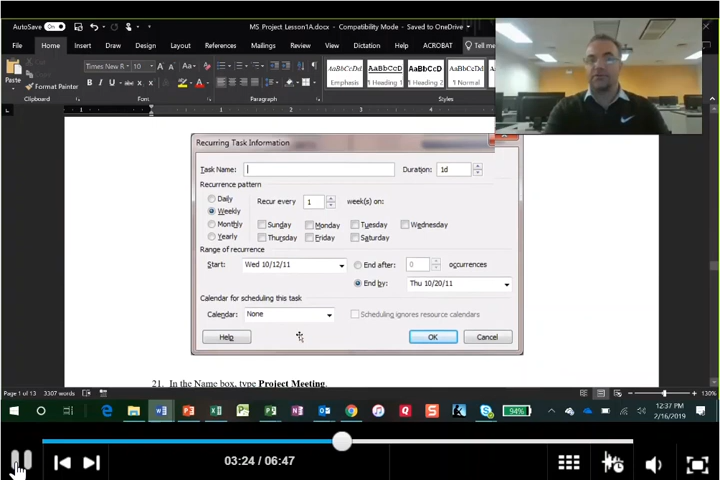 AutoSave On MS Project Lesson1A.docx - Compatibility Mode - Saved to OneDrive
File Home Insert Draw Design Layout References Mailings Review View Dictation Help ACROBAT Tell me
Paste Cut
Copy
Format Painter
Times New R 10
B I U
AaBbCcD AABBCcD AaBbCcD
Emphasis ¶ Heading 1 ¶ Normal
Clipboard Font Paragraph Styles
1 1 2 3 4
Recurring Task Information
Task Name: Duration: 1d
Recurrence pattern
Daily Recur every 1 week(s) on:
Weekly Sunday Monday Tuesday Wednesday
Monthly Thursday Friday Saturday
Yearly
Range of recurrence
Start: Wed 10/12/11 End after: 0 occurrences
End by: Thu 10/20/11
Calendar for scheduling this task
Calendar: None Scheduling ignores resource calendars
Help OK Cancel
21. In the Name box, type Project Meeting.
Page 1 of 13 3307 words 130%
94% 12:37 PM
2/16/2019
03:24 / 06:47